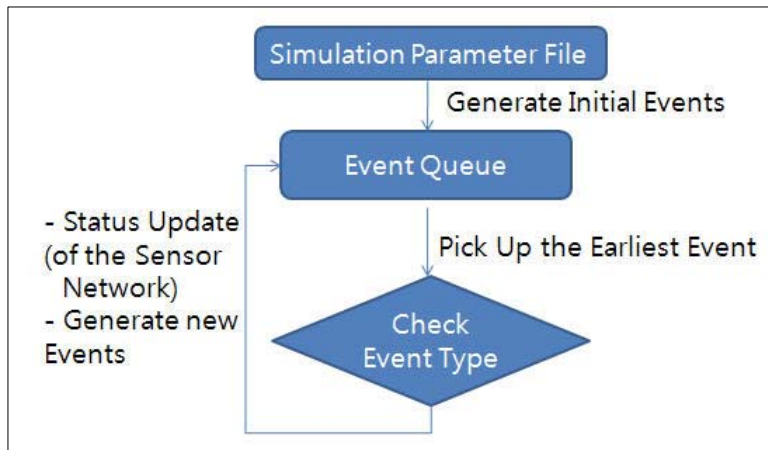 Simulation Parameter File
Generate Initial Events
Event Queue
- Status Update
(of the Sensor
Network)
- Generate new
Events
Pick Up the Earliest Event
Check
Event Type